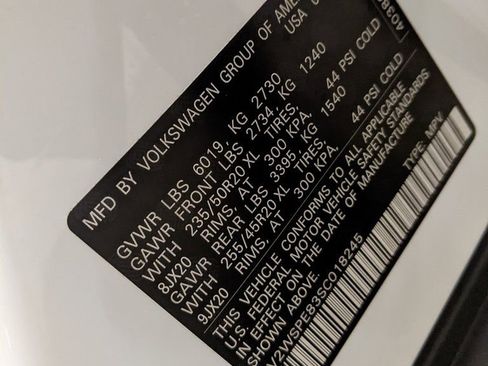 MFD BY VOLKSWAGEN GROUP OF AME
USA
40386
GVWR LBS 6019, KG 2730
GAWR FRONT LBS 2734, KG 1240
WITH 235/50R20 XL TIRES,
8JX20 RIMS AT 300 KPA, 44 PSI COLD
GAWR REAR LBS 3395, KG 1540
WITH 255/45R20 XL TIRES,
9JX20 RIMS AT 300 KPA, 44 PSI COLD
THIS VEHICLE CONFORMS TO ALL APPLICABLE
U.S. FEDERAL MOTOR VEHICLE SAFETY STANDARDS
IN EFFECT ON THE DATE OF MANUFACTURE
V2WSPE83SC018245 TYPE: MPV